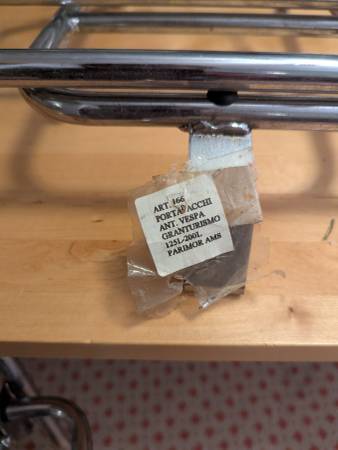 ART. 166
PORTAPACCHI
ANT. VESPA
GRANTURISMO
125L-200L
PARIMOR AMS